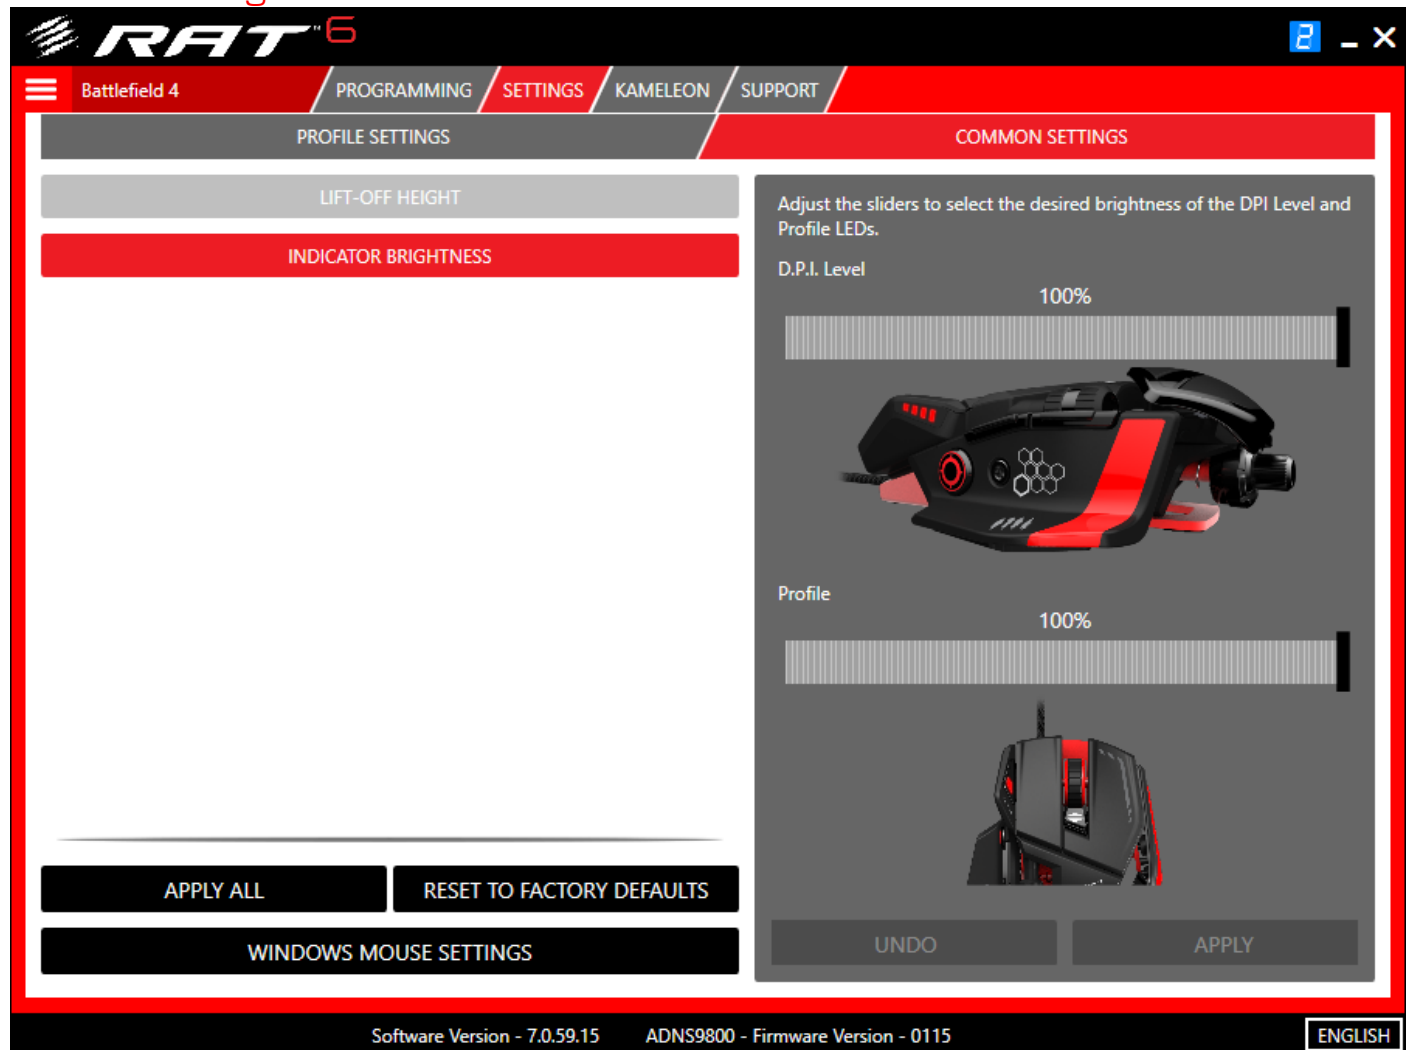 RAT™6
Battlefield 4
PROGRAMMING
SETTINGS
KAMELEON
SUPPORT
PROFILE SETTINGS
COMMON SETTINGS
LIFT-OFF HEIGHT
INDICATOR BRIGHTNESS
Adjust the sliders to select the desired brightness of the DPI Level and
Profile LEDs.
D.P.I. Level
100%
Profile
100%
APPLY ALL
RESET TO FACTORY DEFAULTS
WINDOWS MOUSE SETTINGS
UNDO
APPLY
Software Version - 7.0.59.15
ADNS9800 - Firmware Version - 0115
ENGLISH